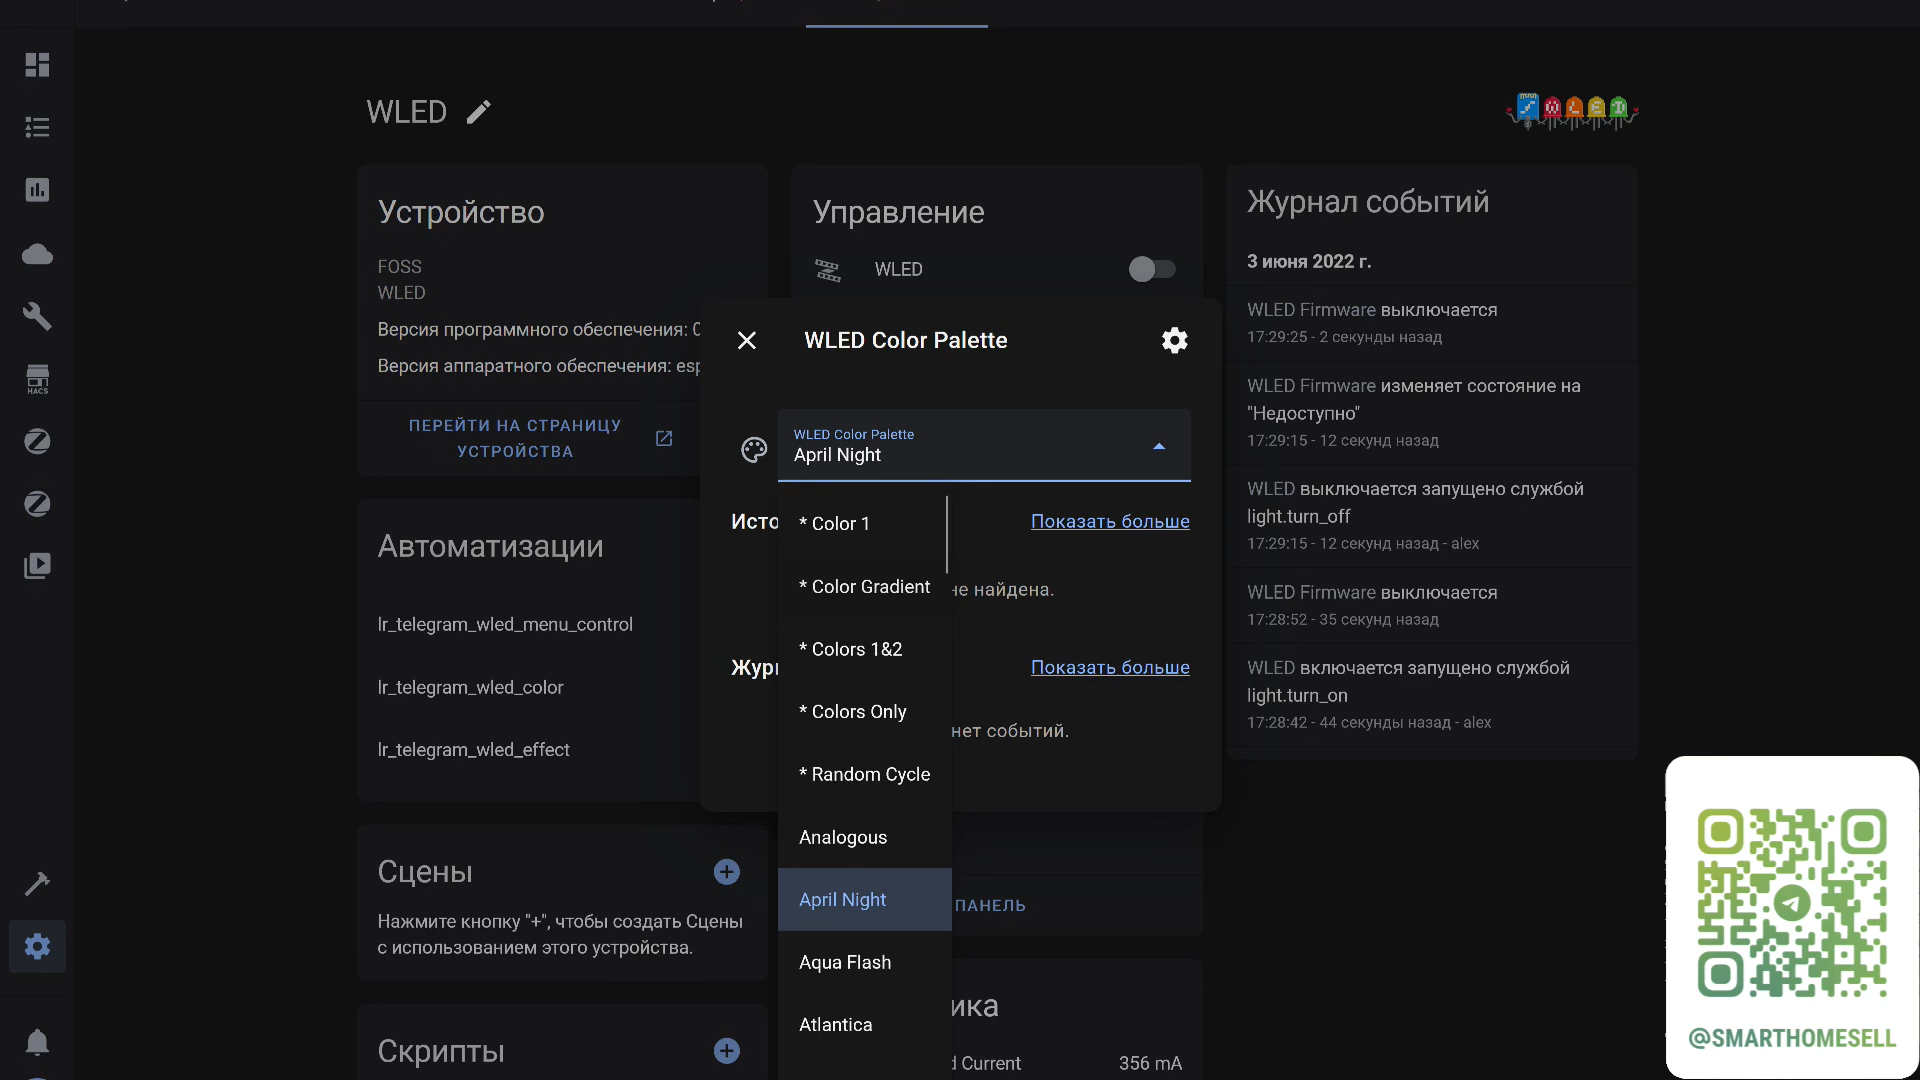 WLED
WLED
Устройство
FOSS
WLED
Версия программного обеспечения: 0
Версия аппаратного обеспечения: esp
ПЕРЕЙТИ НА СТРАНИЦУ
УСТРОЙСТВА
HACS
Автоматизации
lr_telegram_wled_menu_control
lr_telegram_wled_color
lr_telegram_wled_effect
Сцены
Нажмите кнопку "+", чтобы создать Сцены
с использованием этого устройства.
Скрипты
Управление
WLED
WLED Color Palette
WLED Color Palette
April Night
Исто
Показать больше
не найдена.
Журн
Показать больше
нет событий.
* Color 1
* Color Gradient
* Colors 1&2
* Colors Only
* Random Cycle
Analogous
April Night
Aqua Flash
Atlantica
ПАНЕЛЬ
ика
d Current
356 mA
Журнал событий
3 июня 2022 г.
WLED Firmware выключается
17:29:25 - 2 секунды назад
WLED Firmware изменяет состояние на
"Недоступно"
17:29:15 - 12 секунд назад
WLED выключается запущено службой
light.turn_off
17:29:15 - 12 секунд назад - alex
WLED Firmware выключается
17:28:52 - 35 секунд назад
WLED включается запущено службой
light.turn_on
17:28:42 - 44 секунды назад - alex
@SMARTHOMESELL